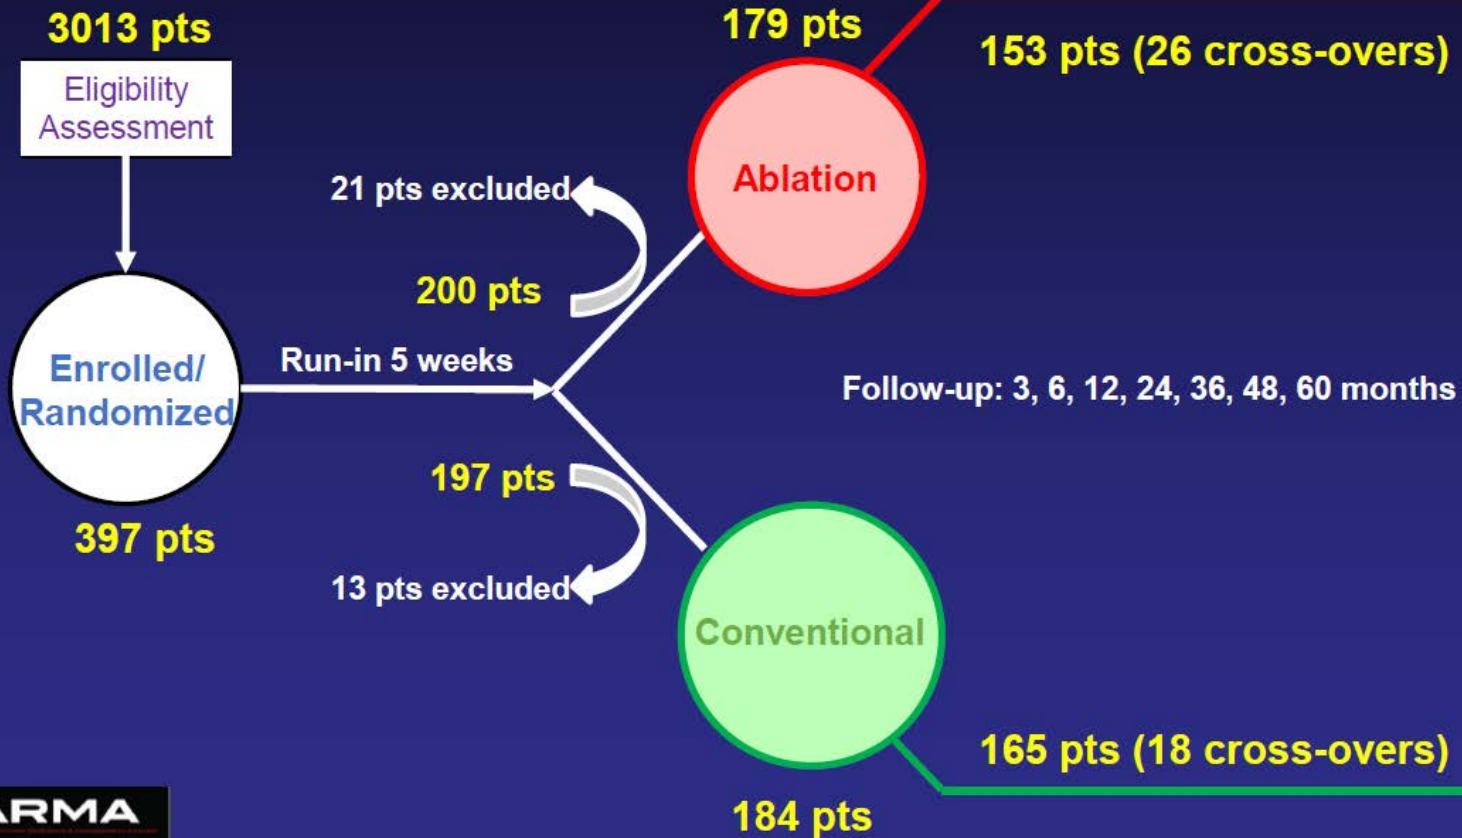 3013 pts
Eligibility
Assessment
179 pts
153 pts (26 cross-overs)
Ablation
21 pts excluded
200 pts
Enrolled/
Randomized
Run-in 5 weeks
Follow-up: 3, 6, 12, 24, 36, 48, 60 months
197 pts
397 pts
13 pts excluded
Conventional
165 pts (18 cross-overs)
184 pts
ARMA